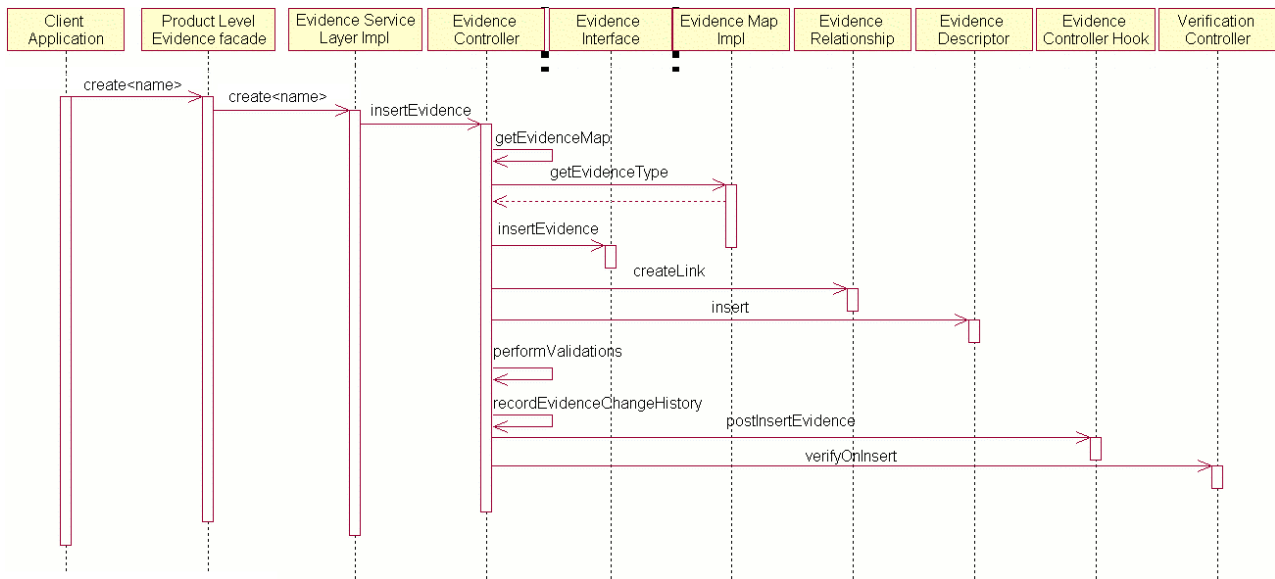 Client
Application
Product Level
Evidence facade
Evidence Service
Layer Impl
Evidence
Controller
Evidence
Interface
Evidence Map
Impl
Evidence
Relationship
Evidence
Descriptor
Evidence
Controller Hook
Verification
Controller
create<name>
create<name>
insertEvidence
getEvidenceMap
getEvidenceType
insertEvidence
createLink
insert
performValidations
recordEvidenceChangeHistory
postInsertEvidence
verifyOnInsert